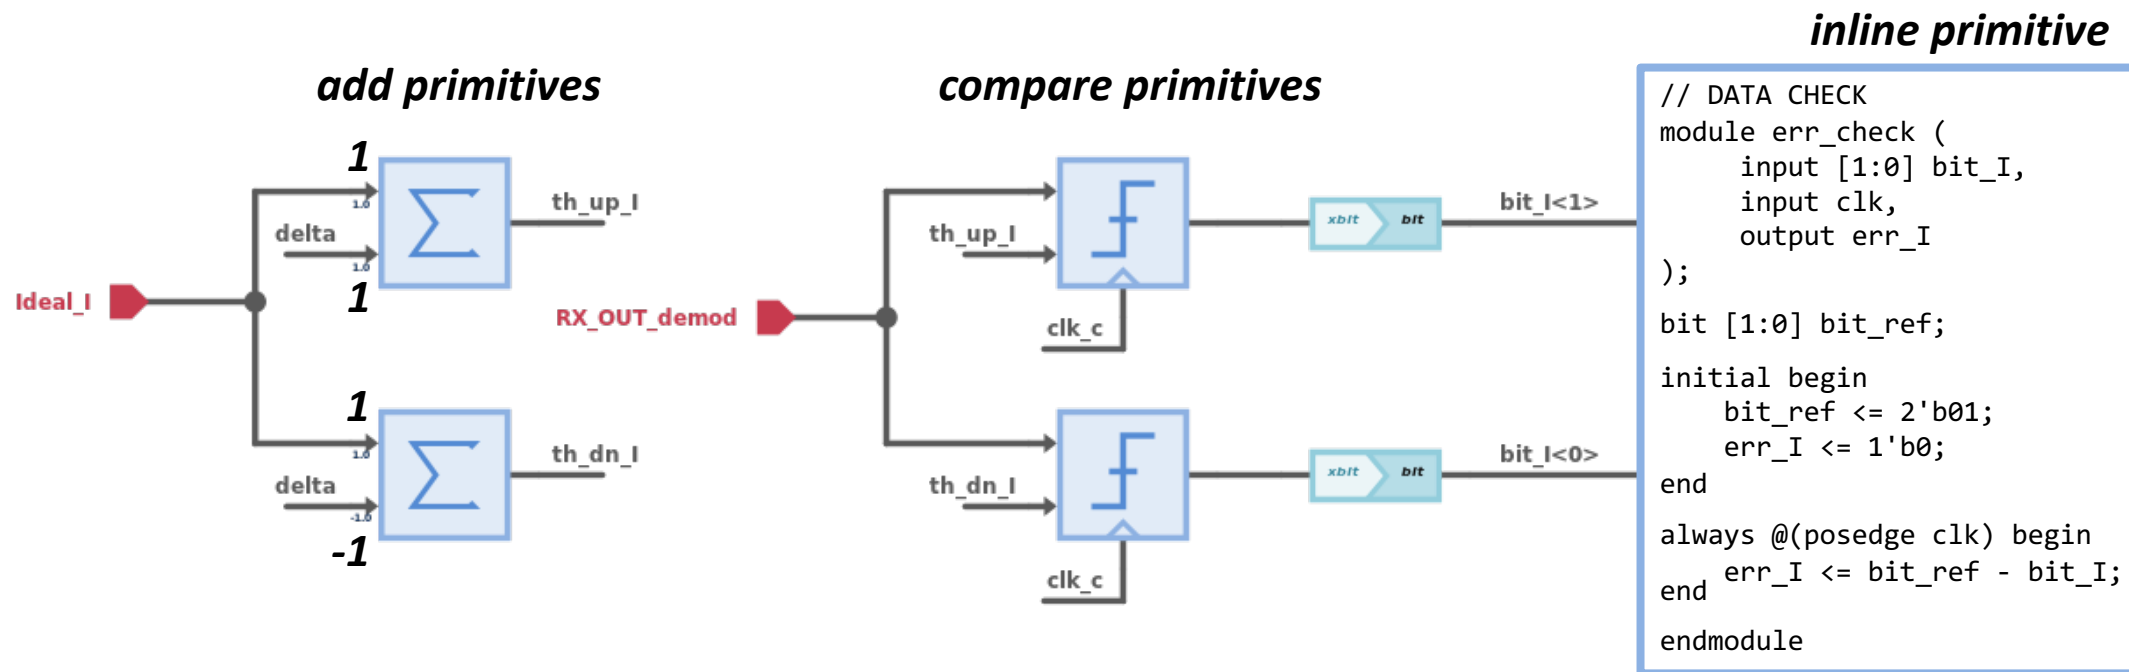 inline primitive
add primitives
compare primitives
1
1.0
delta
1.0
1
th_up_I
Ideal_I
1
1.0
delta
-1.0
-1
th_dn_I
RX_OUT_demod
th_up_I
clk_c
xbit bit
bit_I<1>
th_dn_I
clk_c
xbit bit
bit_I<0>
// DATA CHECK
module err_check (
input [1:0] bit_I,
input clk,
output err_I
);
bit [1:0] bit_ref;
initial begin
bit_ref <= 2'b01;
err_I <= 1'b0;
end
always @(posedge clk) begin
err_I <= bit_ref - bit_I;
end
endmodule